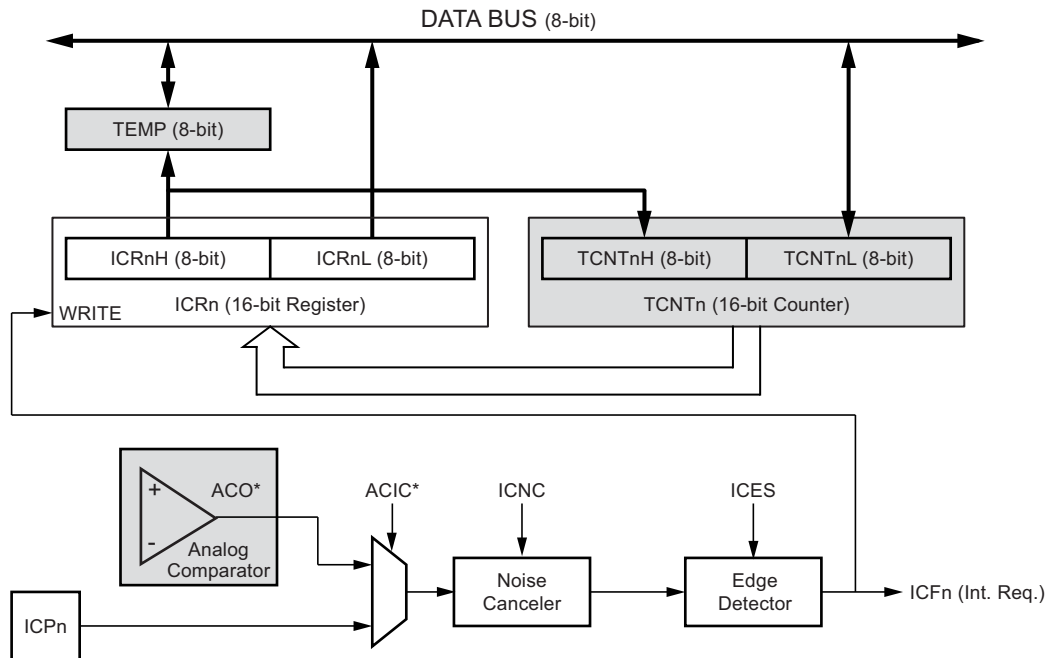 DATA BUS (8-bit)
TEMP (8-bit)
ICRnH (8-bit)
ICRnL (8-bit)
TCNTnH (8-bit)
TCNTnL (8-bit)
WRITE
ICRn (16-bit Register)
TCNTn (16-bit Counter)
+
ACO*
-
Analog
Comparator
ACIC*
ICNC
ICES
Noise
Canceler
Edge
Detector
ICFn (Int. Req.)
ICPn